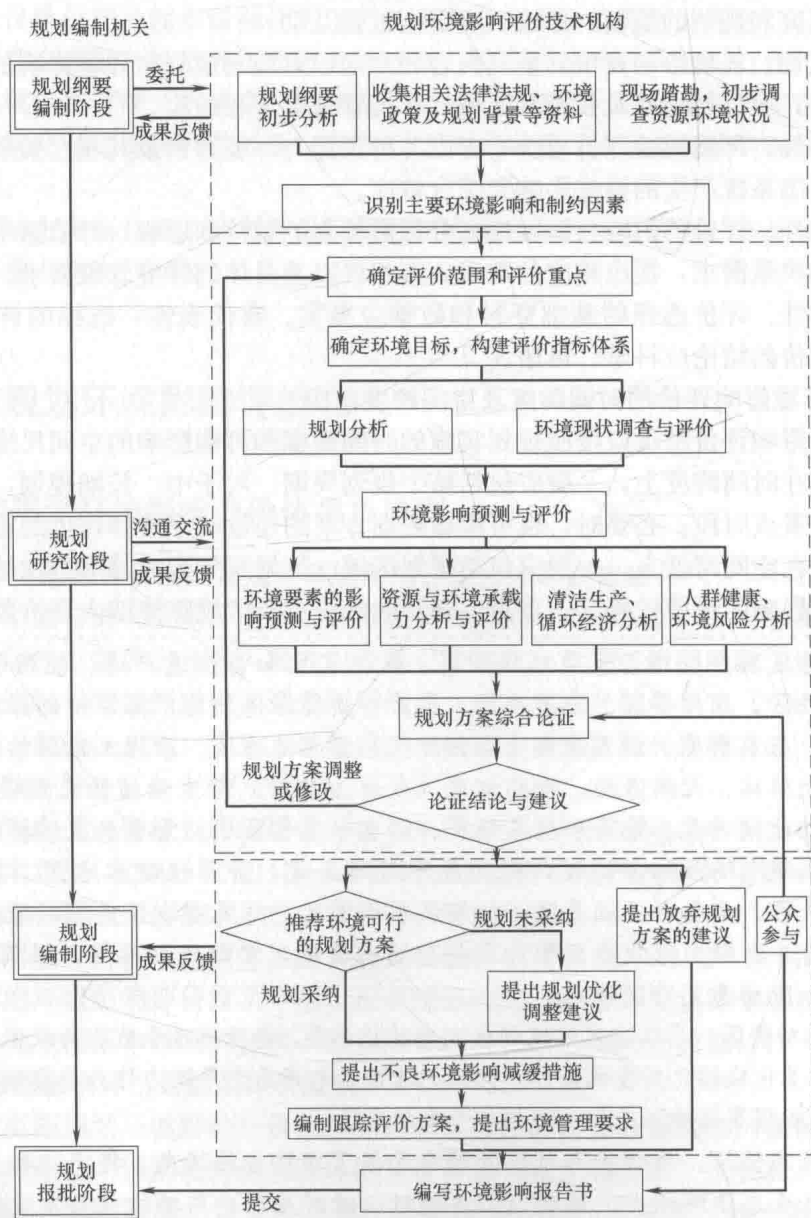 规划编制机关
规划环境影响评价技术机构
规划纲要
编制阶段
委托
成果反馈
规划纲要
初步分析
收集相关法律法规、环境
政策及规划背景等资料
现场踏勘，初步调
查资源环境状况
识别主要环境影响和制约因素
确定评价范围和评价重点
确定环境目标，构建评价指标体系
规划分析
环境现状调查与评价
规划
研究阶段
沟通交流
成果反馈
环境影响预测与评价
环境要素的影
响预测与评价
资源与环境承载
力分析与评价
清洁生产、
循环经济分析
人群健康、
环境风险分析
规划方案综合论证
规划方案调整
或修改
论证结论与建议
规划
编制阶段
成果反馈
推荐环境可行
的规划方案
规划未采纳
规划采纳
提出放弃规划
方案的建议
公众
参与
提出规划优化
调整建议
提出不良环境影响减缓措施
编制跟踪评价方案，提出环境管理要求
规划
报批阶段
提交
编写环境影响报告书